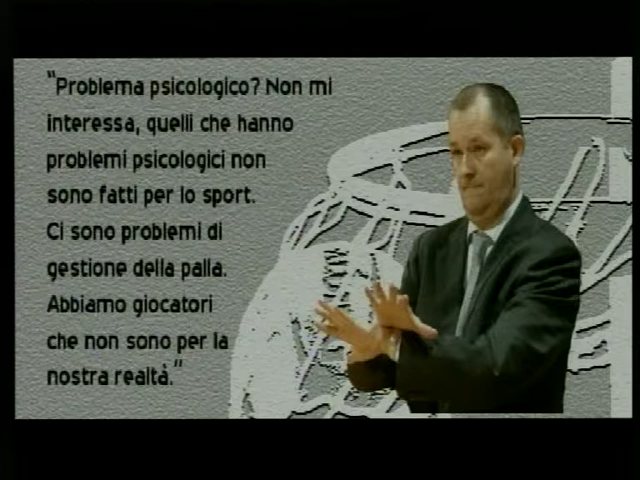 "Problema psicologico? Non mi
interessa, quelli che hanno
problemi psicologici non
sono fatti per lo sport.
Ci sono problemi di
gestione della palla.
Abbiamo giocatori
che non sono per la
nostra realtà."